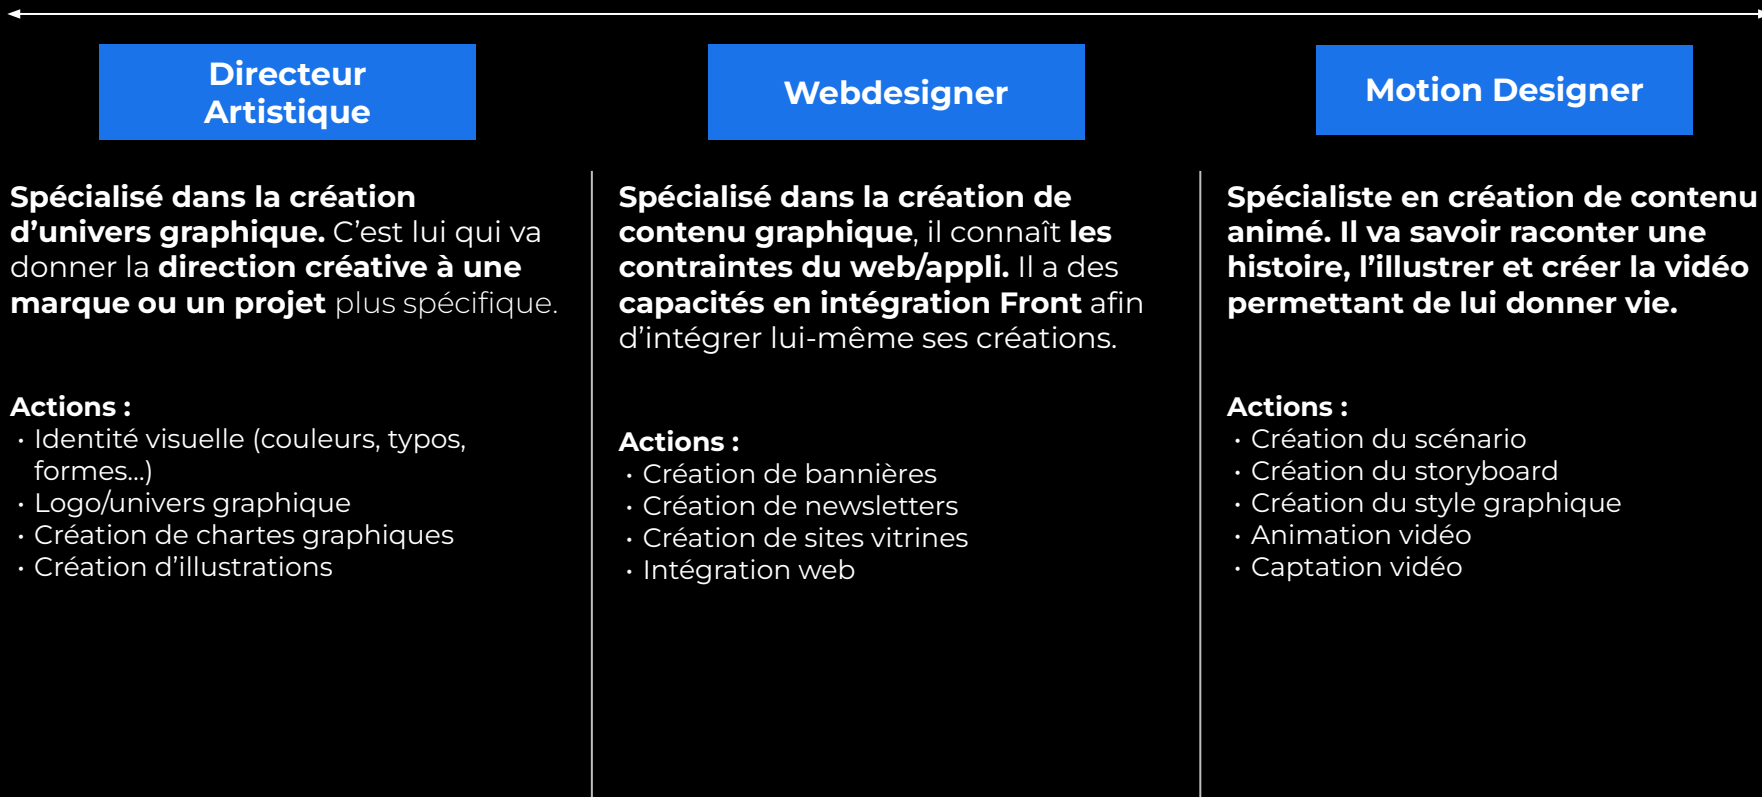 Directeur
Artistique
Spécialisé dans la création
d’univers graphique. C’est lui qui va
donner la direction créative à une
marque ou un projet plus spécifique.
Actions :
• Identité visuelle (couleurs, typos,
formes...)
• Logo/univers graphique
• Création de chartes graphiques
• Création d’illustrations
Webdesigner
Spécialisé dans la création de
contenu graphique, il connaît les
contraintes du web/appli. Il a des
capacités en intégration Front afin
d’intégrer lui-même ses créations.
Actions :
• Création de bannières
• Création de newsletters
• Création de sites vitrines
• Intégration web
Motion Designer
Spécialiste en création de contenu
animé. Il va savoir raconter une
histoire, l’illustrer et créer la vidéo
permettant de lui donner vie.
Actions :
• Création du scénario
• Création du storyboard
• Création du style graphique
• Animation vidéo
• Captation vidéo